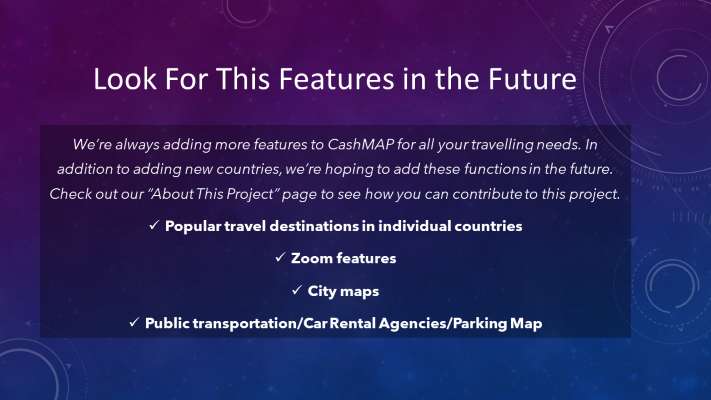 Look For This Features in the Future
We're always adding more features to CashMAP for all your travelling needs. In
addition to adding new countries, we're hoping to add these functions in the future.
Check out our "About This Project" page to see how you can contribute to this project.
✓ Popular travel destinations in individual countries
✓ Zoom features
✓ City maps
✓ Public transportation/Car Rental Agencies/Parking Map